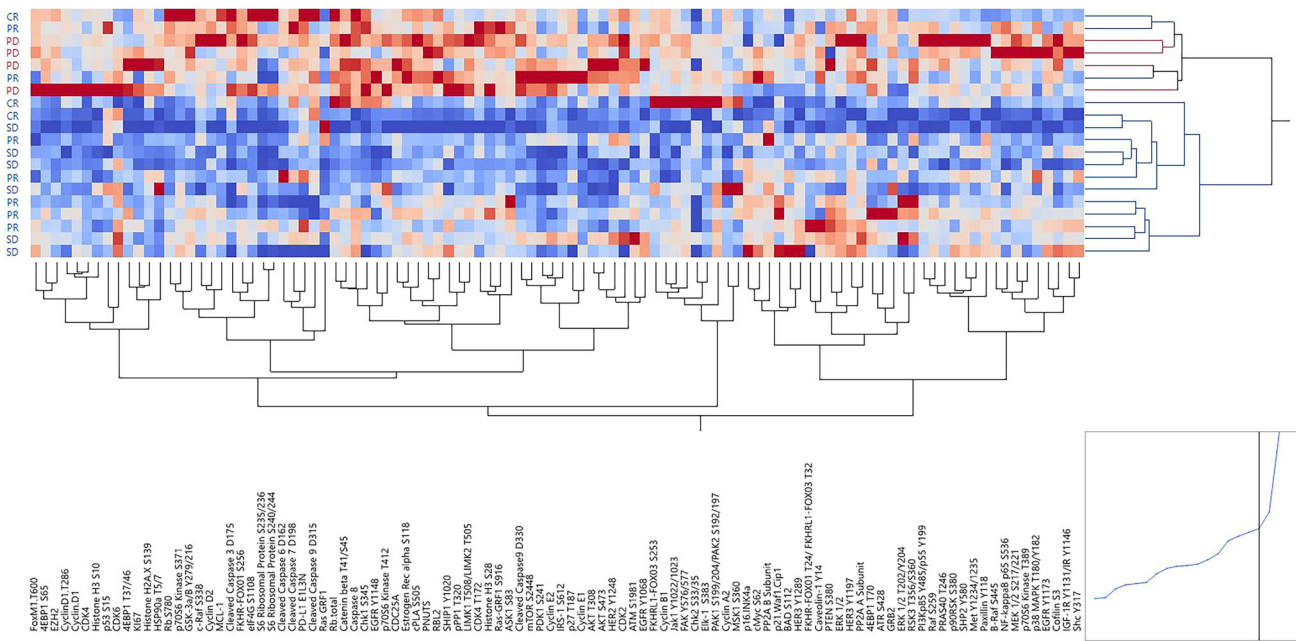 CR
PR
PD
PD
PD
PR
PD
CR
CR
SD
PR
SD
SD
PR
SD
PR
PR
PR
SD
SD
FoxM1.T600
4EBP1 S65
EZH2
CyclinD1.T286
Cyclin.D1
CDK4
Histone H3 S10
p53 S15
CDK6
4EBP1 T37/46
Ki67
Histone H2A.X S139
HSP90a T5/7
Rb.S780
p70S6 Kinase S371
GSK-3a/B Y279/216
c-Raf S338
Cyclin D2
MCL-1
Cleaved Caspase 3 D175
FKHR-FOX01 S256
eIF4G S1108
S6 Ribosomal Protein S235/236
S6 Ribosomal Protein S240/244
Cleaved Caspase 6 D162
Cleaved Caspase 7 D198
PD-L1 E1L3N
Cleaved Caspase 9 D315
Ras GRF1
Rb.total
Catenin beta T41/S45
Caspase 8
Chk1 S345
EGFR Y1148
p70S6 Kinase T412
CDC25A
Estrogen Rec alpha S118
cPLA S505
PNUTS
RBL2
SHIP1 Y1020
pPP1 T320
LIMK1 T508/LIMK2 T505
CDK4 T172
Histone H3 S28
Ras-GRF1 S916
ASK1 S83
Cleaved Caspase9 D330
mTOR S2448
PDK1 S241
Cyclin E2
IRS-1 S612
p27 T187
Cyclin E1
AKT T308
AKT S473
HER2 Y1248
CDK2
ATM S1981
EGFR Y1068
FKHRL1-FOXO3 S253
Cyclin B1
Jak1 Y1022/1023
FAK Y576/577
Chk2 S33/35
Elk-1 S383
PAK1 S199/204/PAK2 S192/197
Cyclin A2
MSK1 S360
p16.INK4a
cMyc S62
PP2A B Subunit
p21.Waf1.Cip1
BAD S112
HER3 Y1289
FKHR-FOX01 T24/ FKHRL1-FOX03 T32
Caveolin-1 Y14
PTEN S380
ERK 1/2
HER3 Y1197
PP2A A Subunit
4EBP1 T70
ATR S428
GRB2
ERK 1/2 T202/Y204
RSK3 T356/S360
PI3Kp85 Y485/p55 Y199
Raf S259
PRAS40 T246
p90RSK S380
SHP2 Y580
Met Y1234/1235
Paxillin Y118
B-Raf S445
NF-kappaB p65 S536
MEK 1/2 S217/221
p70S6 Kinase T389
p38 MAPK T180/Y182
EGFR Y1173
Cofilin S3
IGF-1R Y1131/IR Y1146
Shc Y317